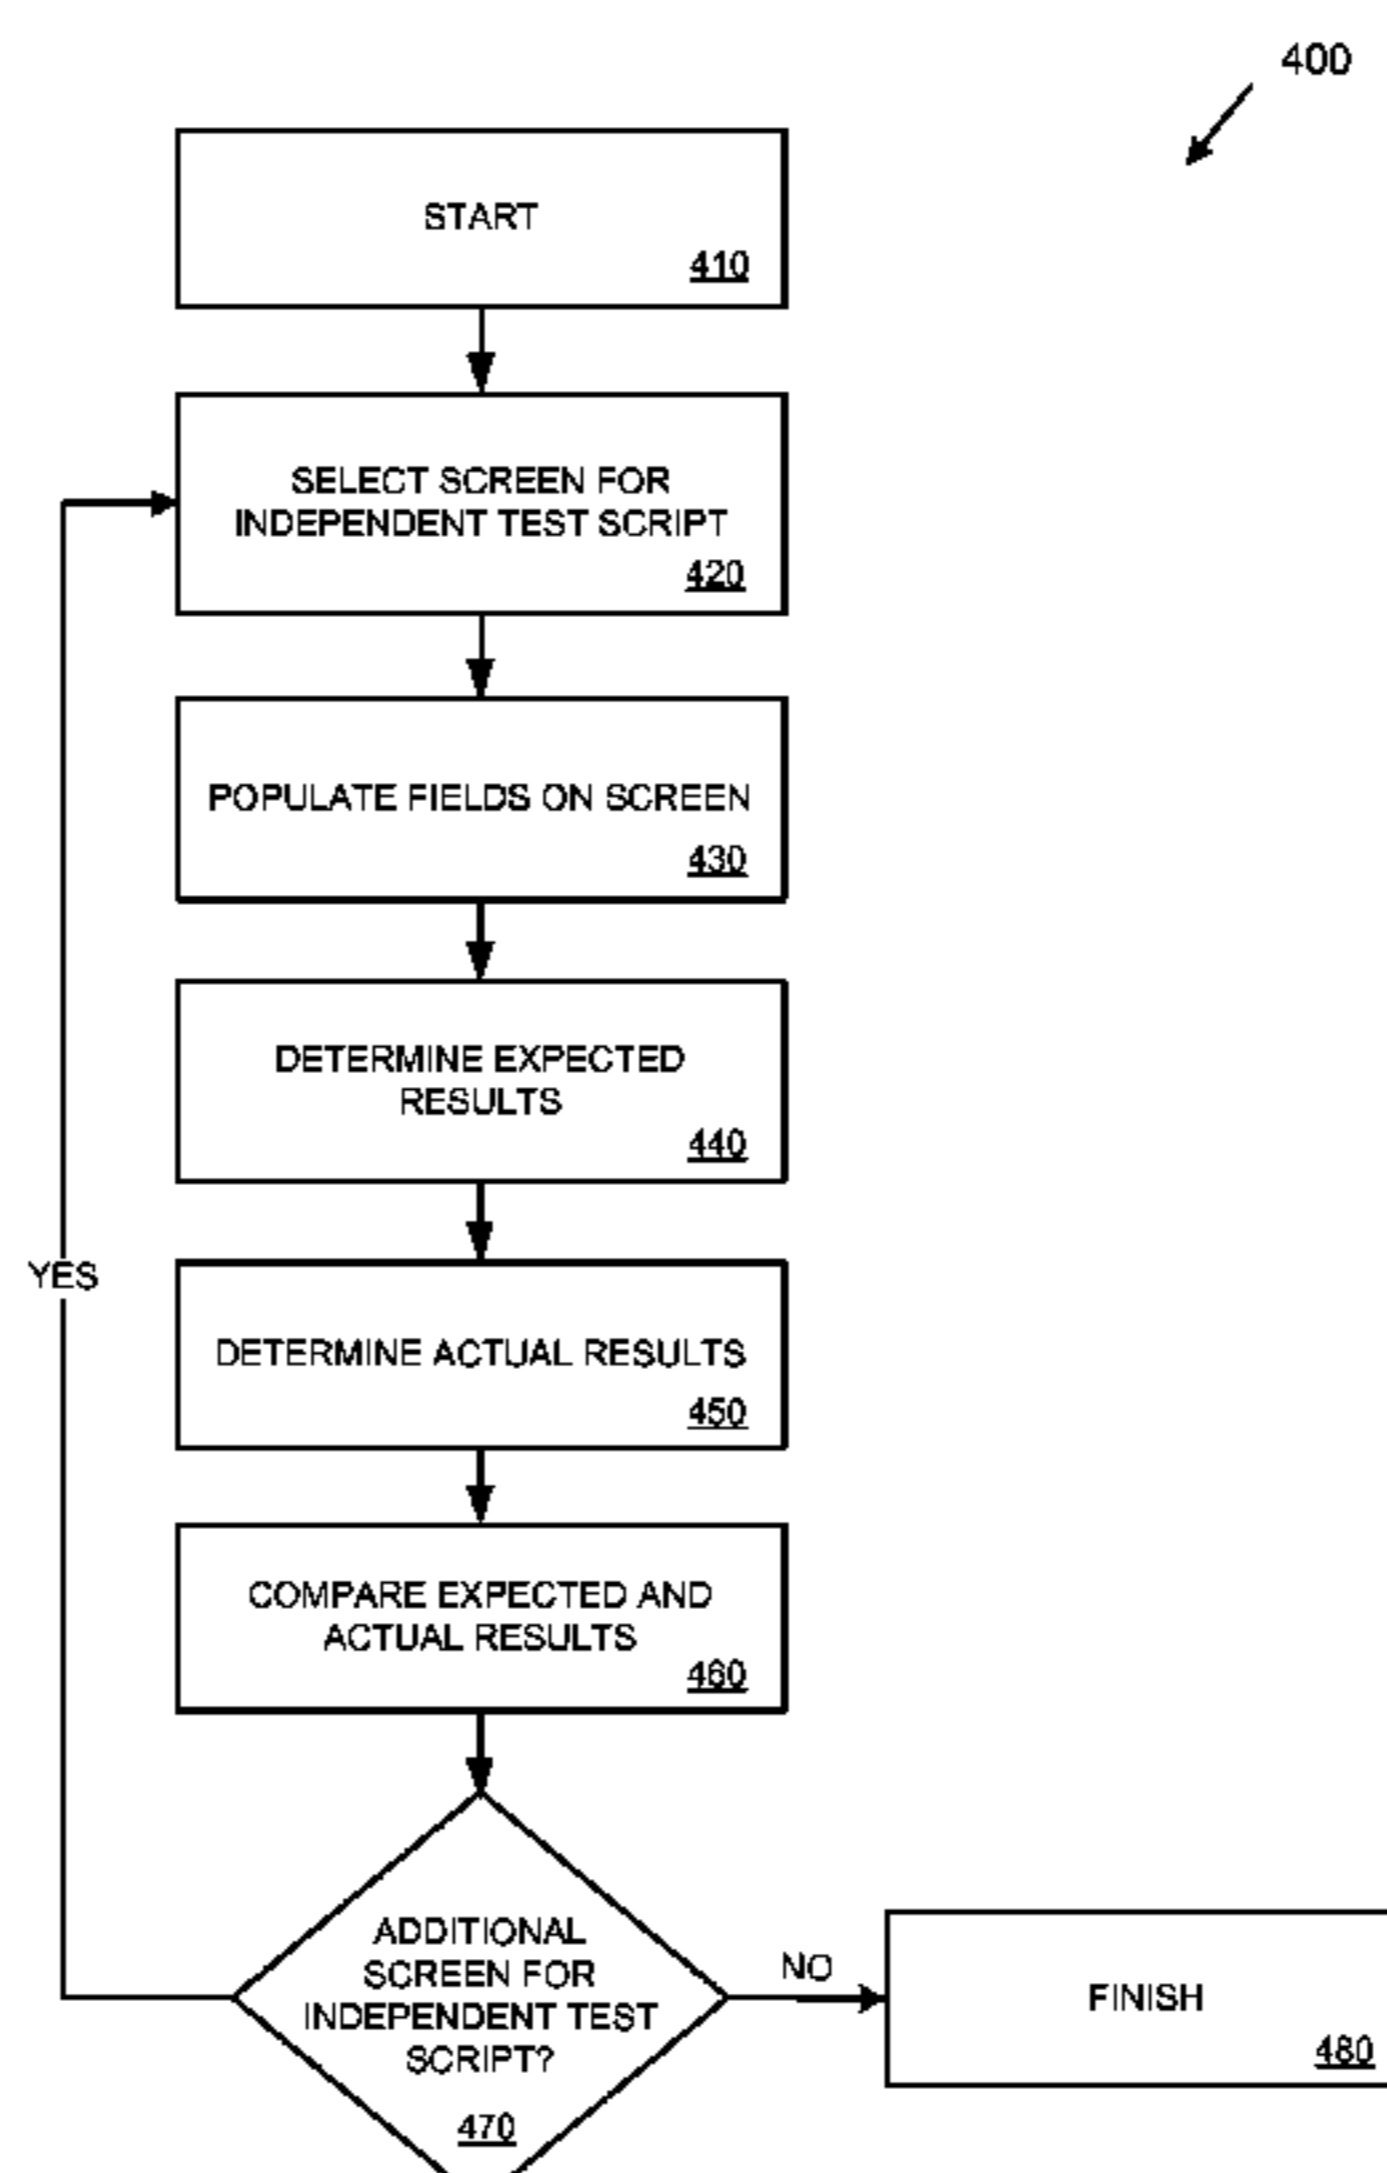 400
START
410
SELECT SCREEN FOR
INDEPENDENT TEST SCRIPT
420
POPULATE FIELDS ON SCREEN
430
DETERMINE EXPECTED
RESULTS
440
YES
DETERMINE ACTUAL RESULTS
450
COMPARE EXPECTED AND
ACTUAL RESULTS
460
ADDITIONAL
SCREEN FOR
INDEPENDENT TEST
SCRIPT?
470
NO
FINISH
480